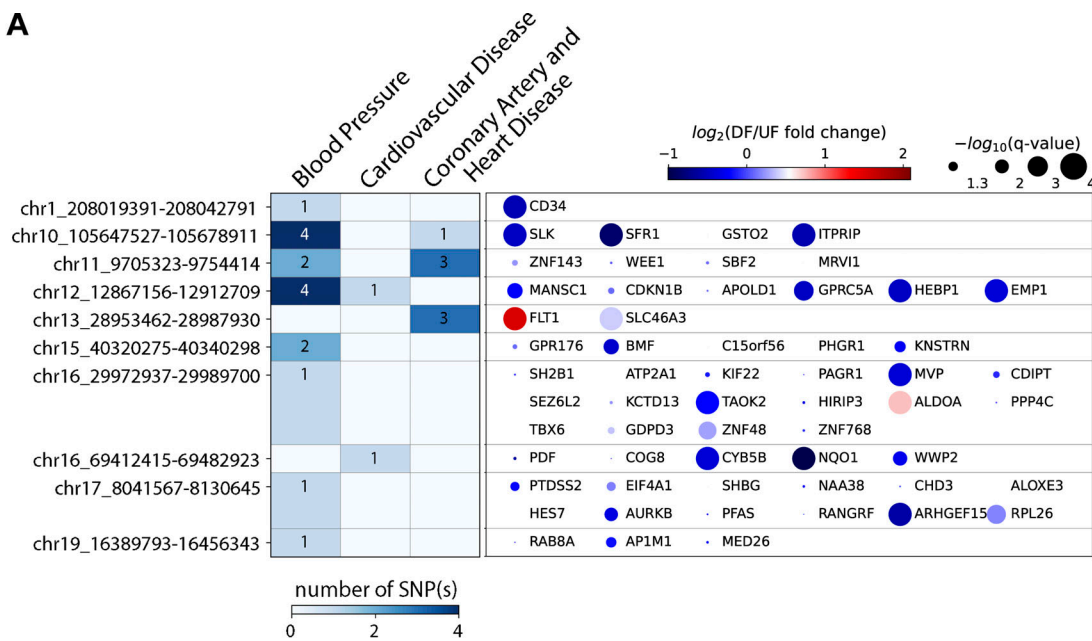 A
Blood Pressure
Cardiovascular Disease
Coronary Artery and
Heart Disease
log2(DF/UF fold change)
−1 0 1 2
−log10(q-value)
1.3 2 3 4
chr1_208019391-208042791 1 CD34
chr10_105647527-105678911 4 1 SLK SFR1 GSTO2 ITPRIP
chr11_9705323-9754414 2 3 ZNF143 WEE1 SBF2 MRVI1
chr12_12867156-12912709 4 1 MANSC1 CDKN1B APOLD1 GPRC5A HEBP1 EMP1
chr13_28953462-28987930 3 FLT1 SLC46A3
chr15_40320275-40340298 2 GPR176 BMF C15orf56 PHGR1 KNSTRN
chr16_29972937-29989700 1 SH2B1 ATP2A1 KIF22 PAGR1 MVP CDIPT
SEZ6L2 KCTD13 TAOK2 HIRIP3 ALDOA PPP4C
TBX6 GDPD3 ZNF48 ZNF768
chr16_69412415-69482923 1 PDF COG8 CYB5B NQO1 WWP2
chr17_8041567-8130645 1 PTDSS2 EIF4A1 SHBG NAA38 CHD3 ALOXE3
HES7 AURKB PFAS RANGRF ARHGEF15 RPL26
chr19_16389793-16456343 1 RAB8A AP1M1 MED26
number of SNP(s)
0 2 4